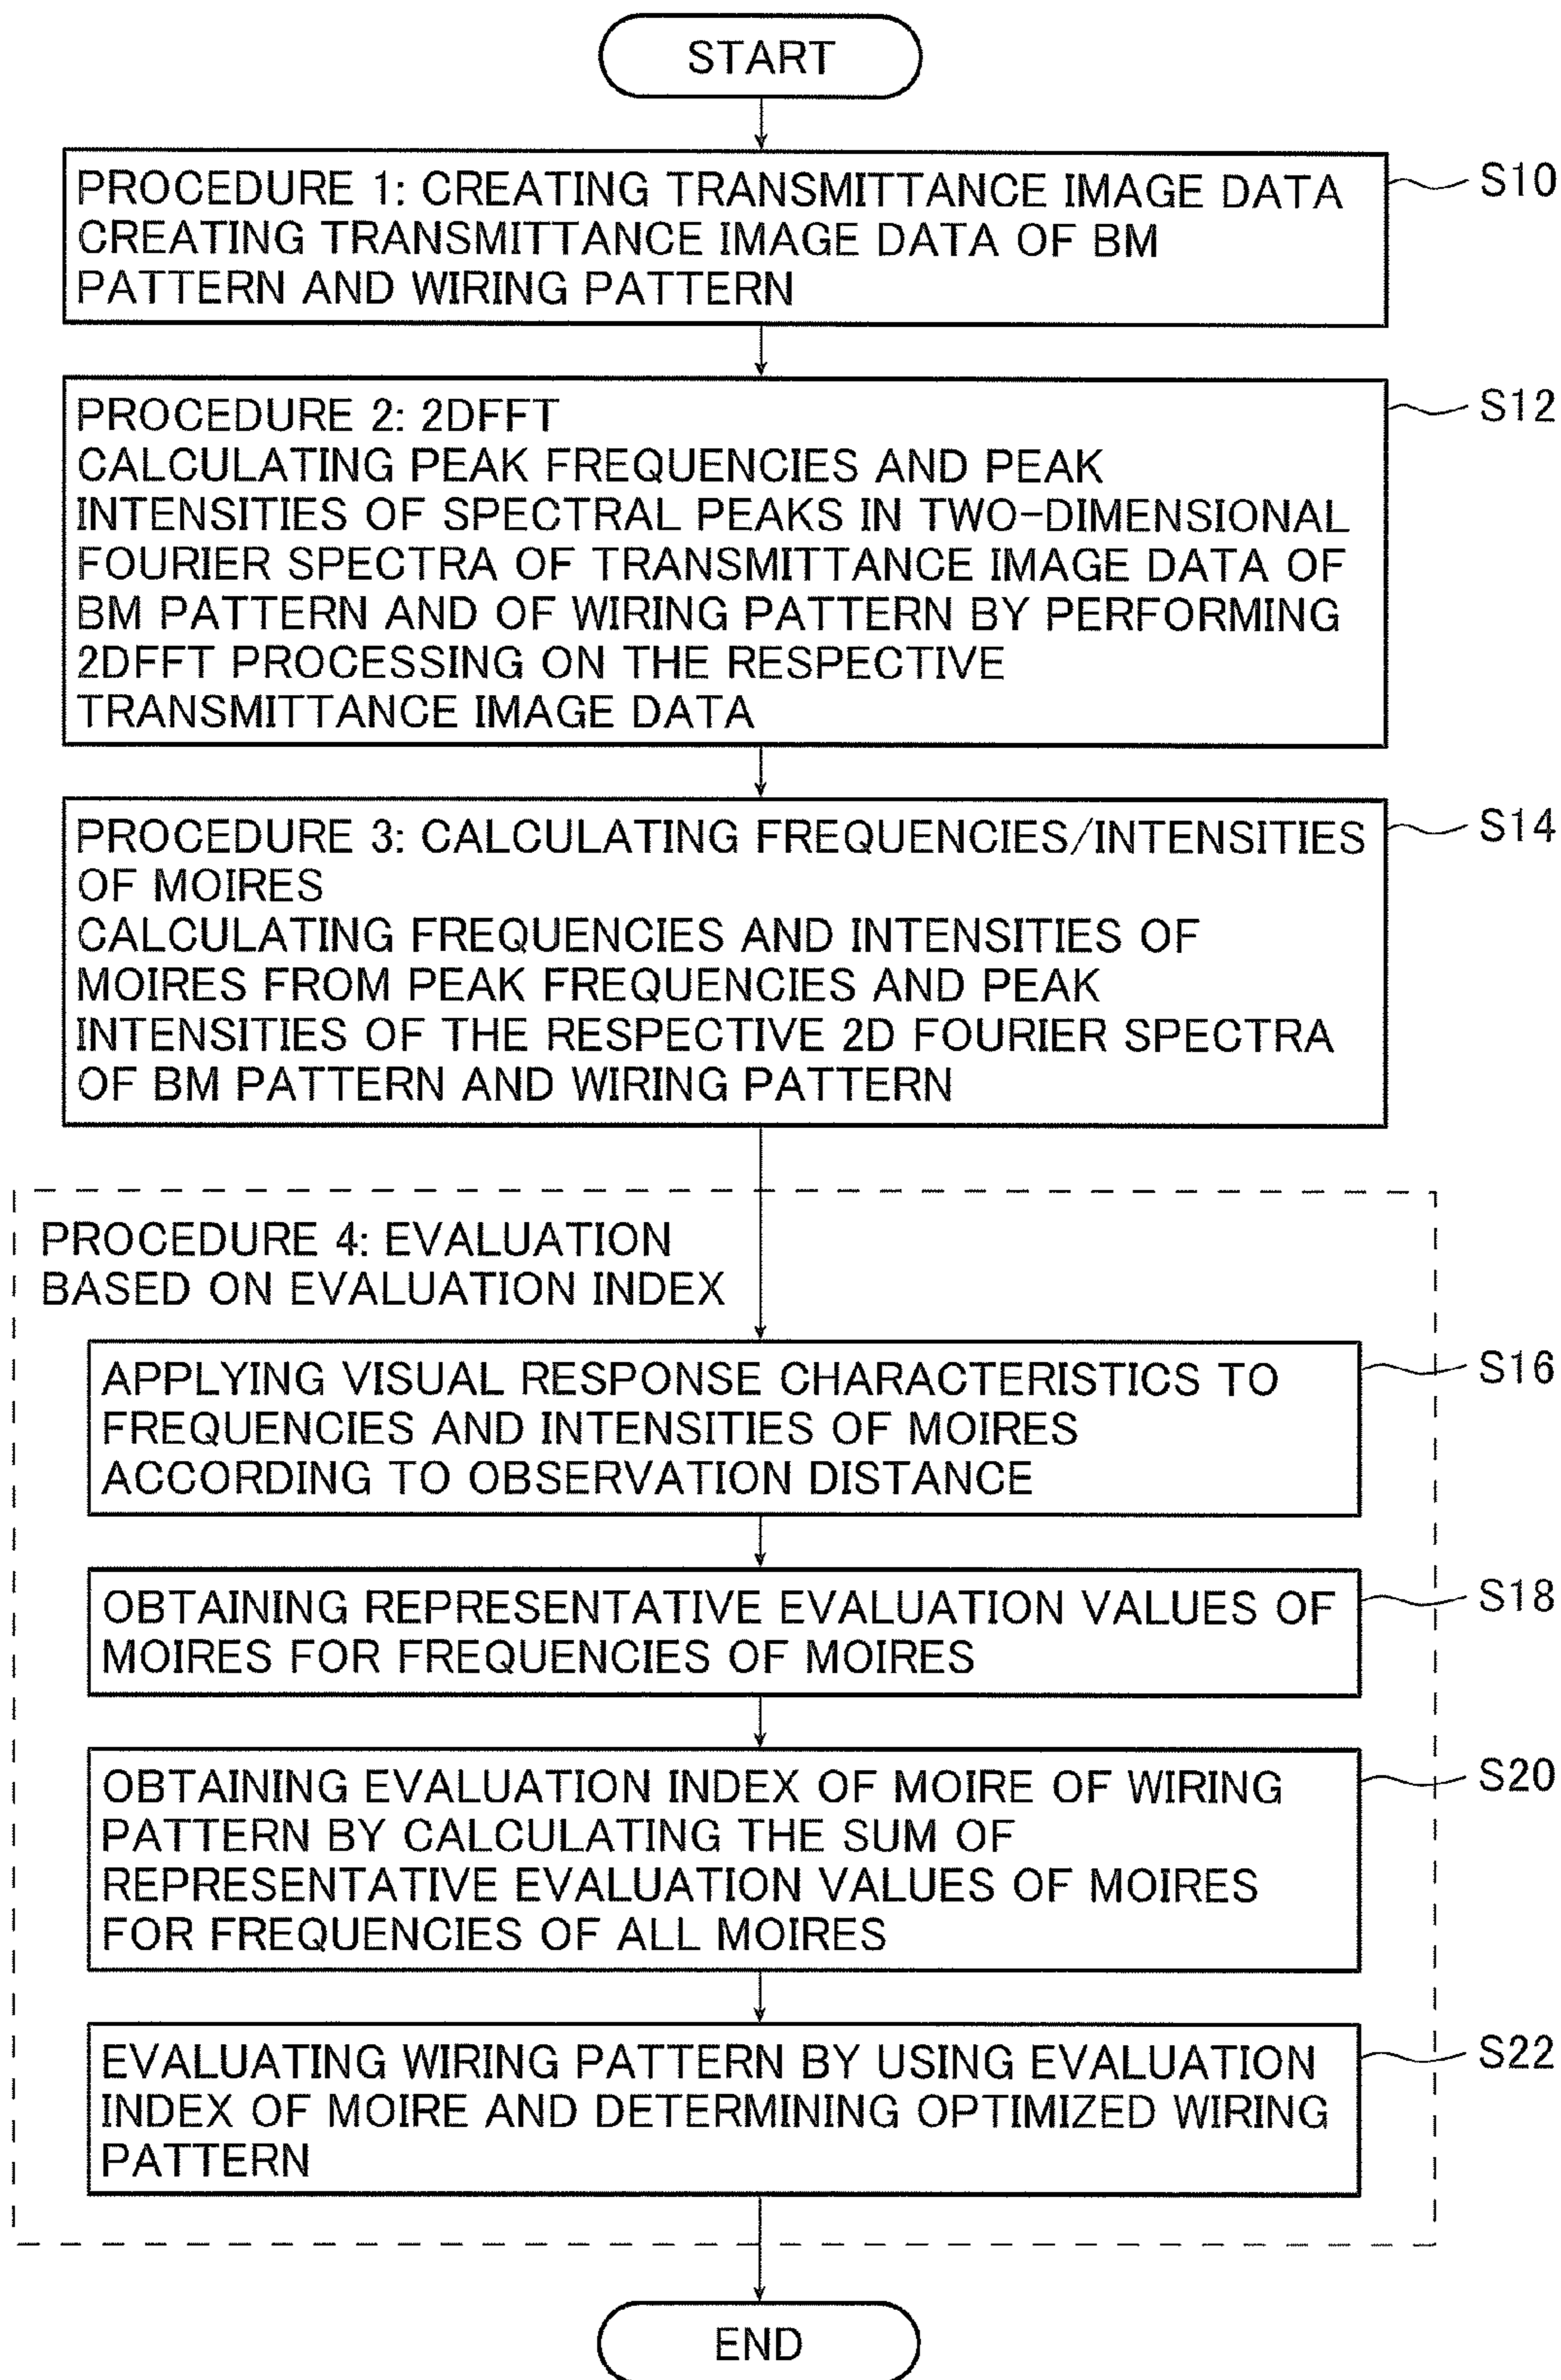 START
PROCEDURE 1: CREATING TRANSMITTANCE IMAGE DATA
CREATING TRANSMITTANCE IMAGE DATA OF BM
PATTERN AND WIRING PATTERN
S10
PROCEDURE 2: 2DFFT
CALCULATING PEAK FREQUENCIES AND PEAK
INTENSITIES OF SPECTRAL PEAKS IN TWO-DIMENSIONAL
FOURIER SPECTRA OF TRANSMITTANCE IMAGE DATA OF
BM PATTERN AND OF WIRING PATTERN BY PERFORMING
2DFFT PROCESSING ON THE RESPECTIVE
TRANSMITTANCE IMAGE DATA
S12
PROCEDURE 3: CALCULATING FREQUENCIES/INTENSITIES
OF MOIRES
CALCULATING FREQUENCIES AND INTENSITIES OF
MOIRES FROM PEAK FREQUENCIES AND PEAK
INTENSITIES OF THE RESPECTIVE 2D FOURIER SPECTRA
OF BM PATTERN AND WIRING PATTERN
S14
PROCEDURE 4: EVALUATION
BASED ON EVALUATION INDEX
APPLYING VISUAL RESPONSE CHARACTERISTICS TO
FREQUENCIES AND INTENSITIES OF MOIRES
ACCORDING TO OBSERVATION DISTANCE
S16
OBTAINING REPRESENTATIVE EVALUATION VALUES OF
MOIRES FOR FREQUENCIES OF MOIRES
S18
OBTAINING EVALUATION INDEX OF MOIRE OF WIRING
PATTERN BY CALCULATING THE SUM OF
REPRESENTATIVE EVALUATION VALUES OF MOIRES
FOR FREQUENCIES OF ALL MOIRES
S20
EVALUATING WIRING PATTERN BY USING EVALUATION
INDEX OF MOIRE AND DETERMINING OPTIMIZED WIRING
PATTERN
S22
END